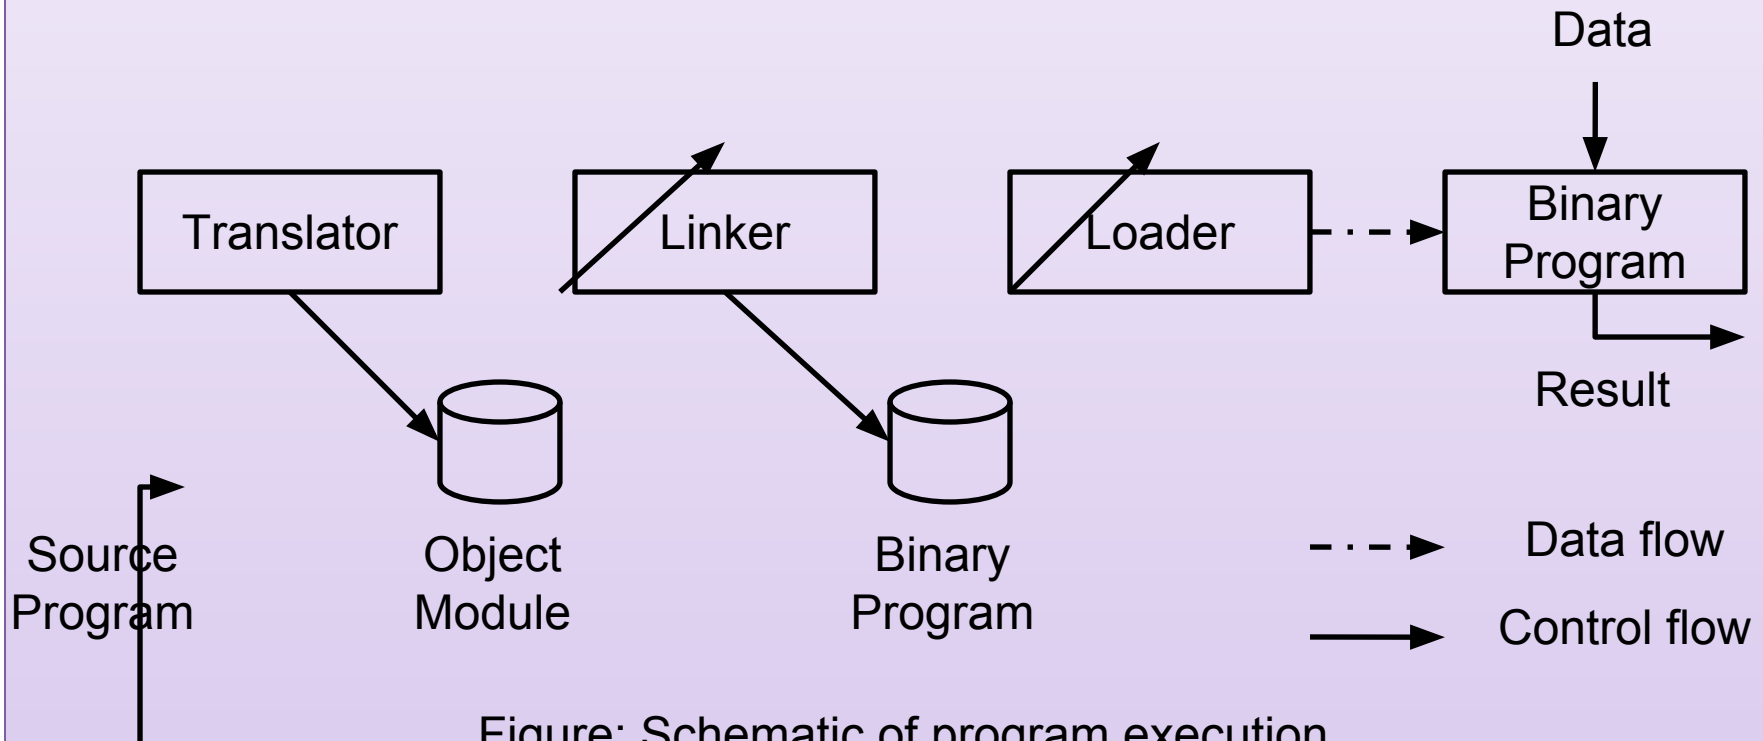 Data
Translator
Linker
Loader
Binary
Program
Result
Source
Program
Object
Module
Binary
Program
Data flow
Control flow
Figure: Schematic of program execution